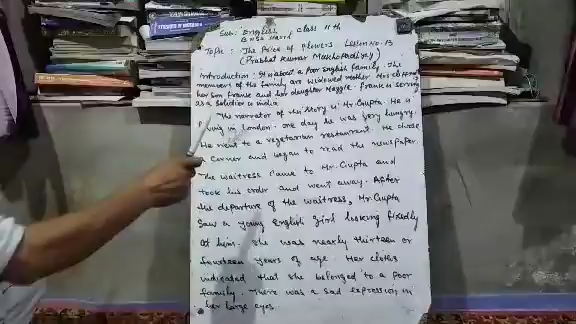 Sub: English class 11th
Topic : The Price of Flowers Lesson No. 13
(Prabhat Kumar Mukhopadhyay)
Introduction: It is about a Poor English family. The
members of the family are widowed mother Mrs clifford
her son Franke and her daughter Maggie. Franke is serving
as a soldier in india
The narrator of the story is Mr. Gupta. He is
living in London. One day he was very hungry.
He went to a vegetarian restaurant. He chose
corner and began to read the newspaper
The waitress came to Mr. Gupta and
took his order and went away. After
the departure of the waitress, Mr. Gupta
saw a young English girl looking fixedly
at him. She was nearly thirteen or
fourteen years of age. Her clothes
indicated that she belonged to a poor
family. There was a sad expression in
her large eyes.